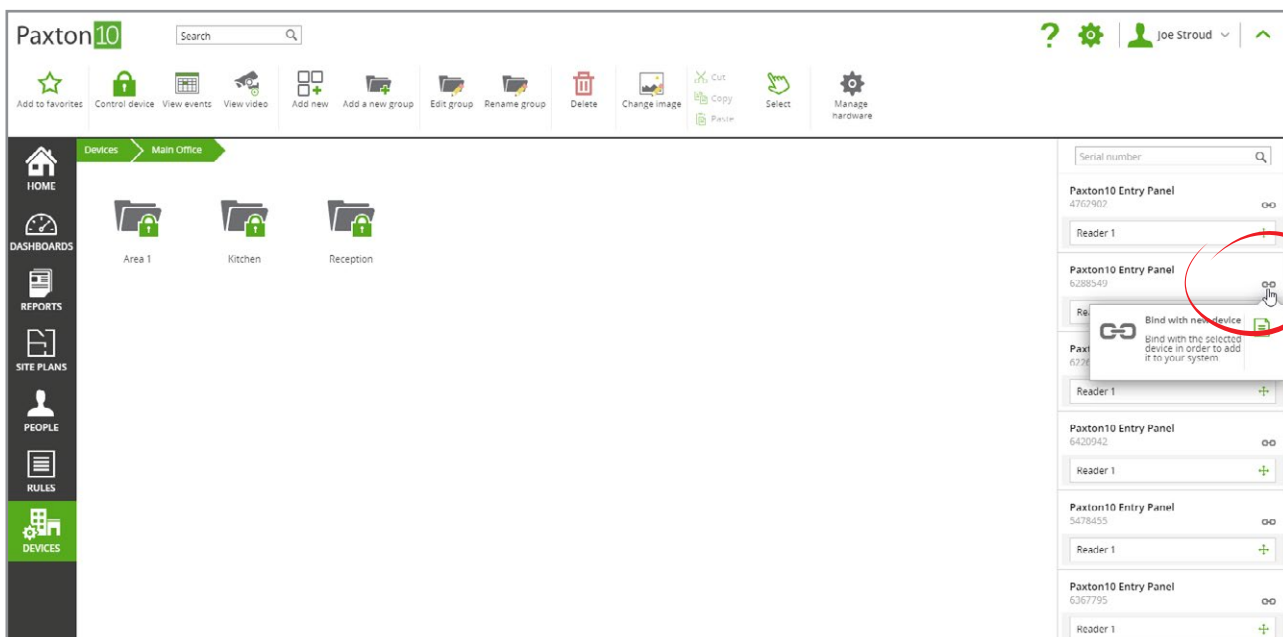 Paxton10
Search
Joe Stroud
Add to favorites
Control device
View events
View video
Add new
Add a new group
Edit group
Rename group
Delete
Change image
Cut
Copy
Paste
Select
Manage
hardware
HOME
DASHBOARDS
REPORTS
SITE PLANS
PEOPLE
RULES
DEVICES
Devices
Main Office
Area 1
Kitchen
Reception
Serial number
Paxton10 Entry Panel
4762902
Reader 1
Paxton10 Entry Panel
6288549
Bind with new device
Bind with the selected
device in order to add
it to your system
Reader 1
Paxton10 Entry Panel
6420942
Reader 1
Paxton10 Entry Panel
5478455
Reader 1
Paxton10 Entry Panel
6367795
Reader 1